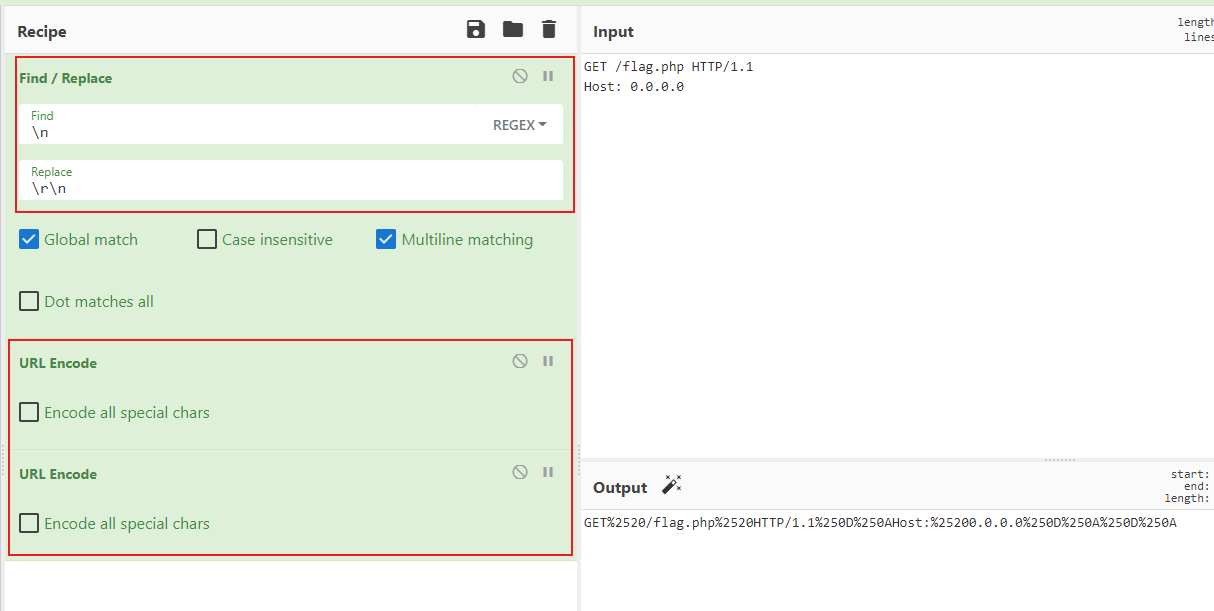 Recipe
Find / Replace
Find
\n
REGEX
Replace
\r\n
Global match
Case insensitive
Multiline matching
Dot matches all
URL Encode
Encode all special chars
URL Encode
Encode all special chars
Input
length
lines
GET /flag.php HTTP/1.1
Host: 0.0.0.0
Output
start:
end:
length:
GET%2520/flag.php%2520HTTP/1.1%250D%250AHost:%25200.0.0.0%250D%250A%250D%250A